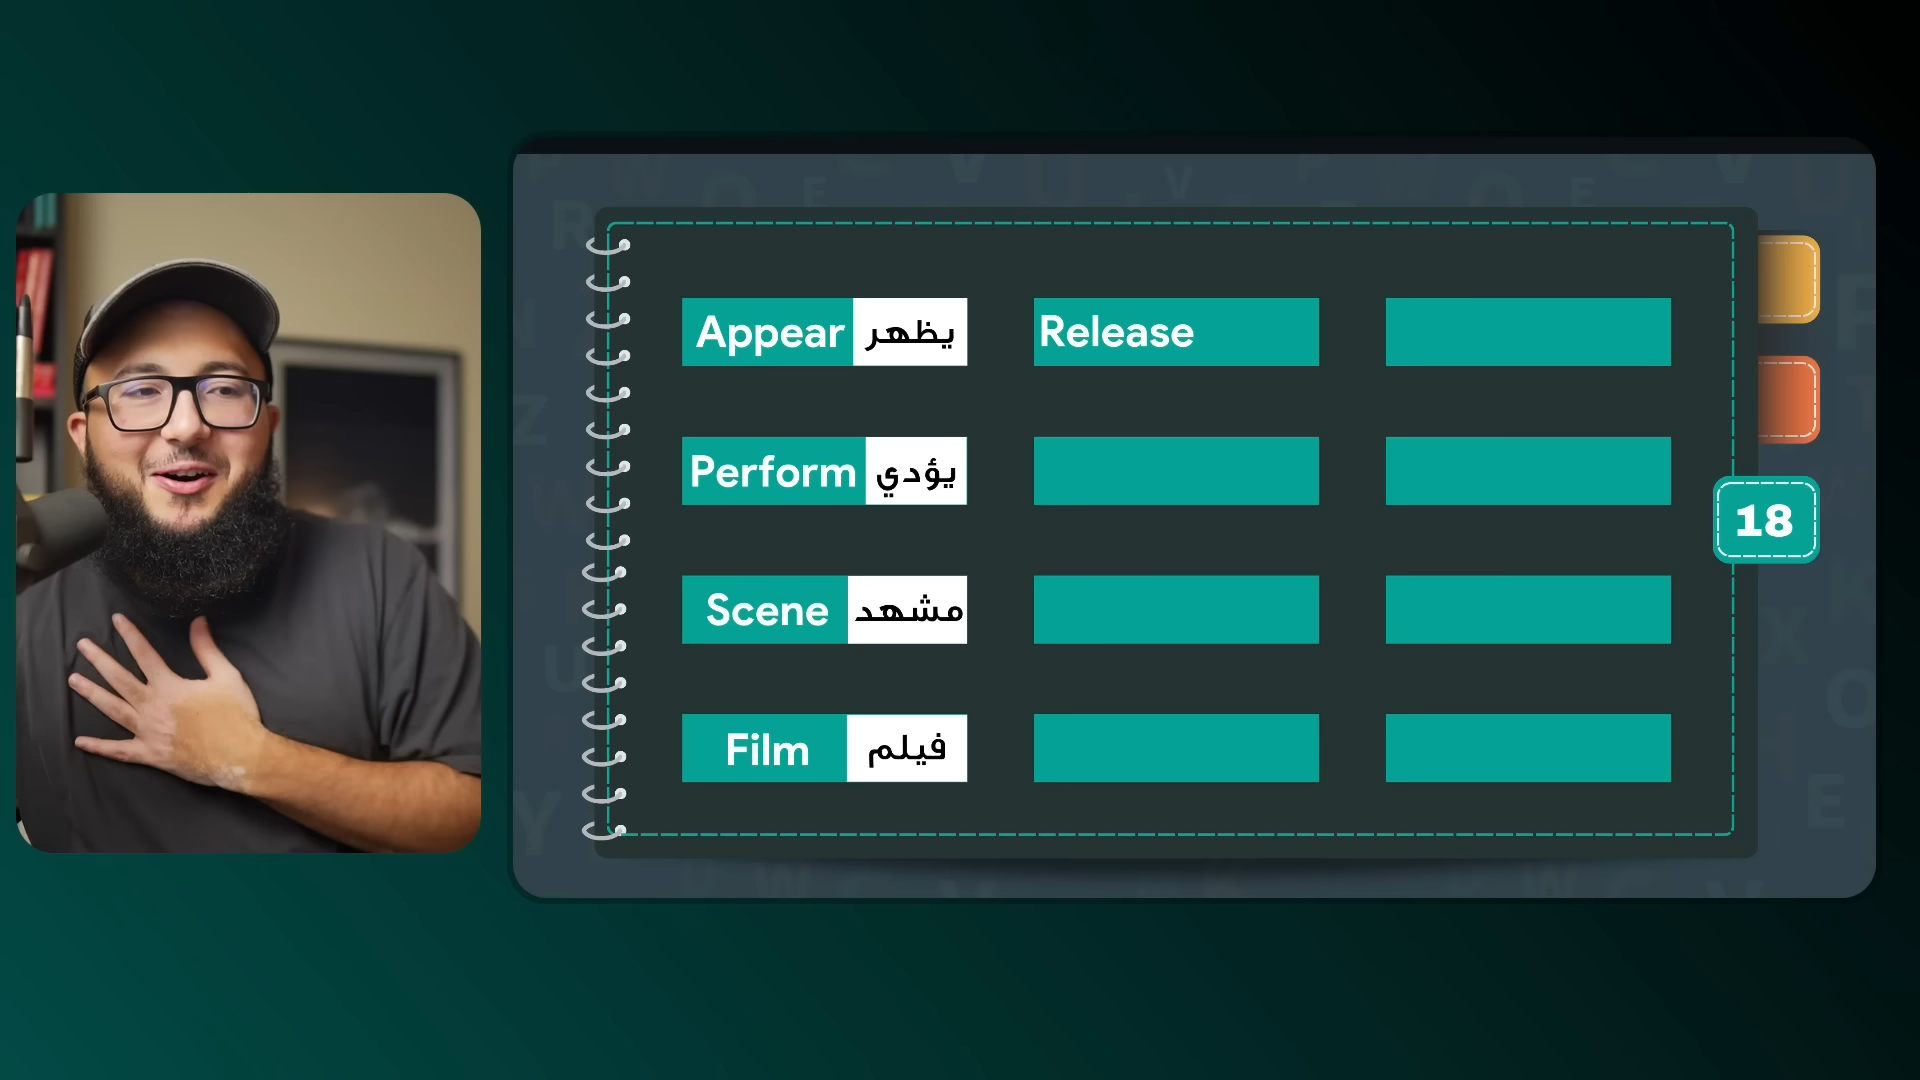 Appear يظهر
Release
Perform يؤدي
Scene مشهد
Film فيلم
18